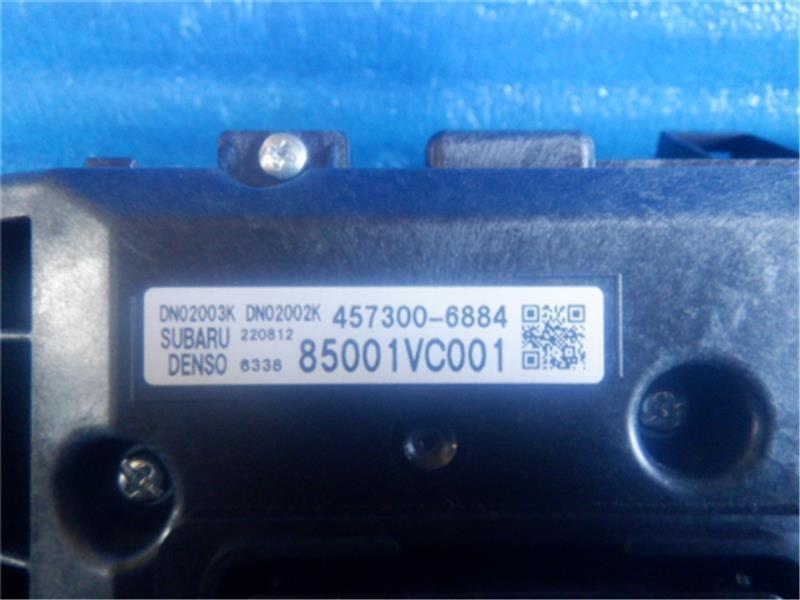 DN02003K DN02002K 457300-6884
SUBARU 220812
DENSO 6338 85001VC001